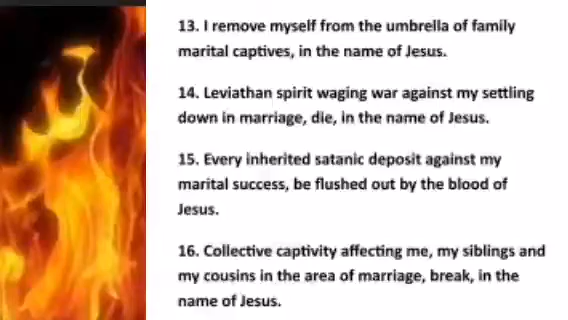 13. I remove myself from the umbrella of family
marital captives, in the name of Jesus.
14. Leviathan spirit waging war against my settling
down in marriage, die, in the name of Jesus.
15. Every inherited satanic deposit against my
marital success, be flushed out by the blood of
Jesus.
16. Collective captivity affecting me, my siblings and
my cousins in the area of marriage, break, in the
name of Jesus.